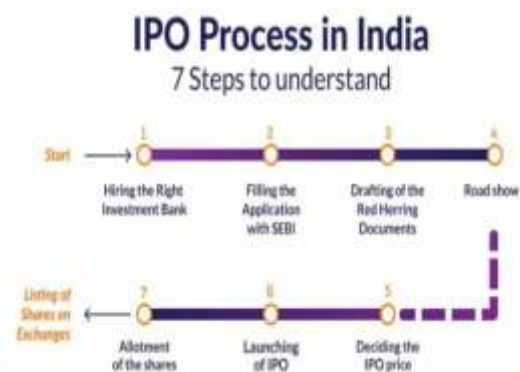 IPO Process in India
7 Steps to understand
Start
1
Hiring the Right
Investment Bank
2
Filling the
Application
with SEBI
3
Drafting of the
Red Herring
Documents
4
Road show
5
Deciding the
IPO price
6
Launching
of IPO
7
Allotment
of the shares
Listing of
Shares on
Exchanges